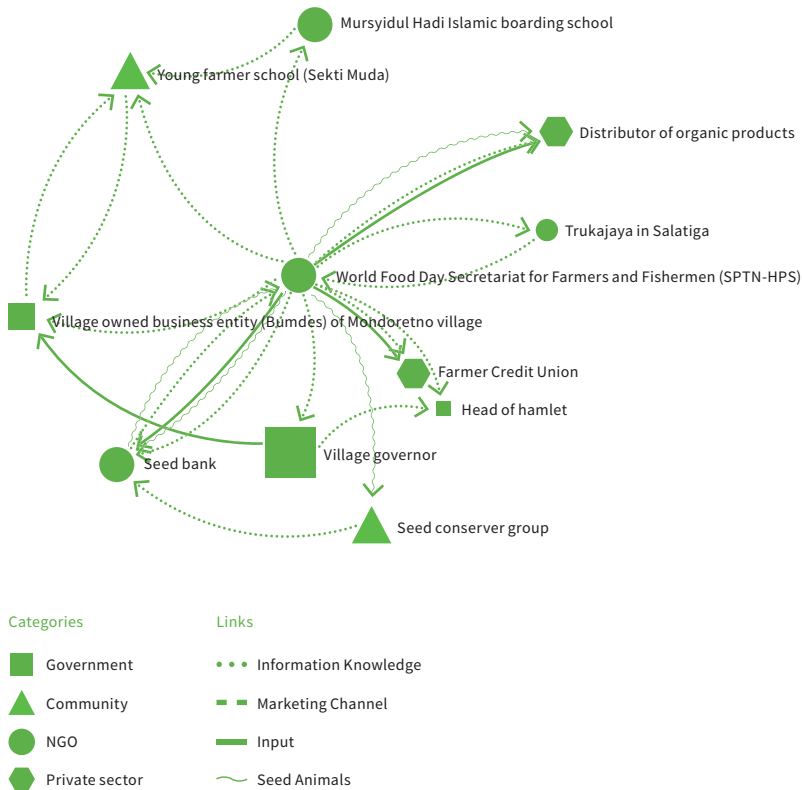 Mursyidul Hadi Islamic boarding school
Young farmer school (Sekti Muda)
Distributor of organic products
Trukajaya in Salatiga
World Food Day Secretariat for Farmers and Fishermen (SPTN-HPS)
Village owned business entity (Bumdes) of Mondoretno village
Farmer Credit Union
Head of hamlet
Village governor
Seed bank
Seed conserver group
Categories
Government
Community
NGO
Private sector
Links
Information Knowledge
Marketing Channel
Input
Seed Animals